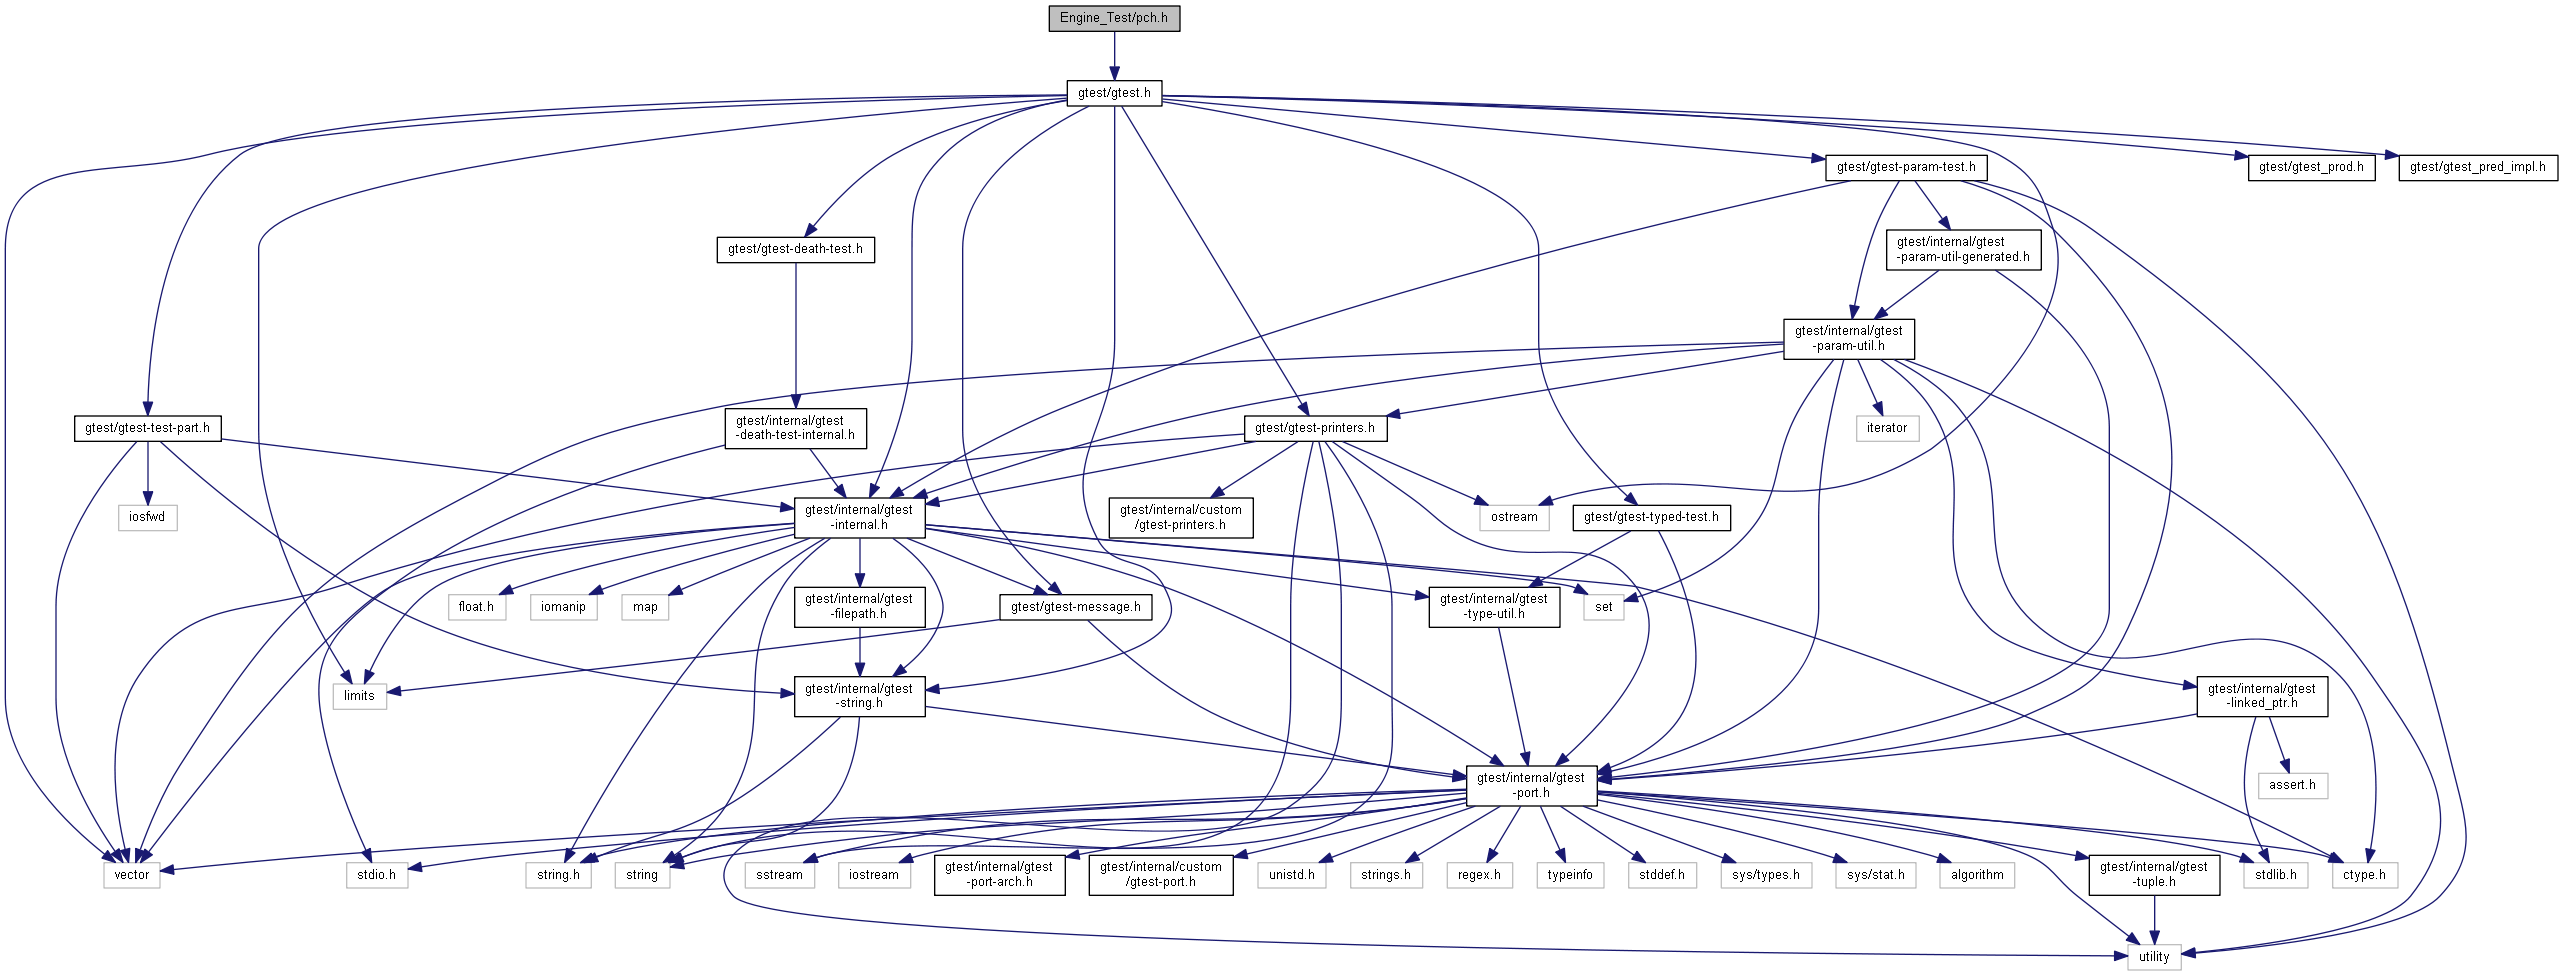 Engine_Test/pch.h
gtest/gtest.h
gtest/gtest-param-test.h
gtest/gtest_prod.h
gtest/gtest_pred_impl.h
gtest/gtest-death-test.h
gtest/internal/gtest
-param-util-generated.h
gtest/internal/gtest
-param-util.h
gtest/gtest-test-part.h
gtest/internal/gtest
-death-test-internal.h
gtest/gtest-printers.h
iterator
iosfwd
gtest/internal/gtest
-internal.h
gtest/internal/custom
/gtest-printers.h
ostream
gtest/gtest-typed-test.h
float.h
iomanip
map
gtest/internal/gtest
-filepath.h
gtest/gtest-message.h
gtest/internal/gtest
-type-util.h
set
limits
gtest/internal/gtest
-string.h
gtest/internal/gtest
-linked_ptr.h
gtest/internal/gtest
-port.h
assert.h
vector
stdio.h
string.h
string
sstream
iostream
gtest/internal/gtest
-port-arch.h
gtest/internal/custom
/gtest-port.h
unistd.h
strings.h
regex.h
typeinfo
stddef.h
sys/types.h
sys/stat.h
algorithm
gtest/internal/gtest
-tuple.h
stdlib.h
ctype.h
utility